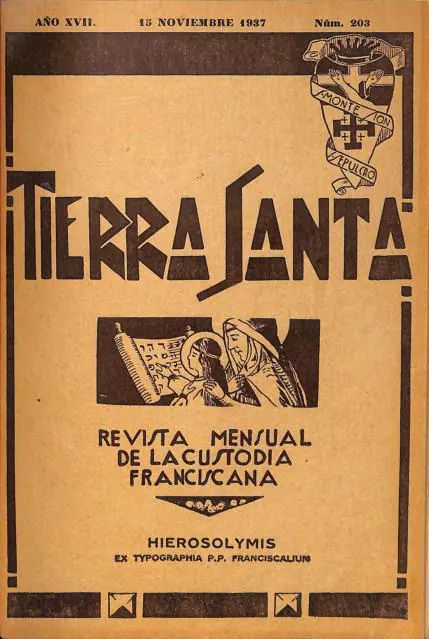 AÑO XVII. 15 NOVIEMBRE 1937 Núm. 203
S. MONTE SION
S. SEPULCRO
TIERRA SANTA
REVISTA MENSUAL
DE LA CUSTODIA
FRANCISCANA
HIEROSOLYMIS
EX TYPOGRAPHIA P.P. FRANCISCALIUM